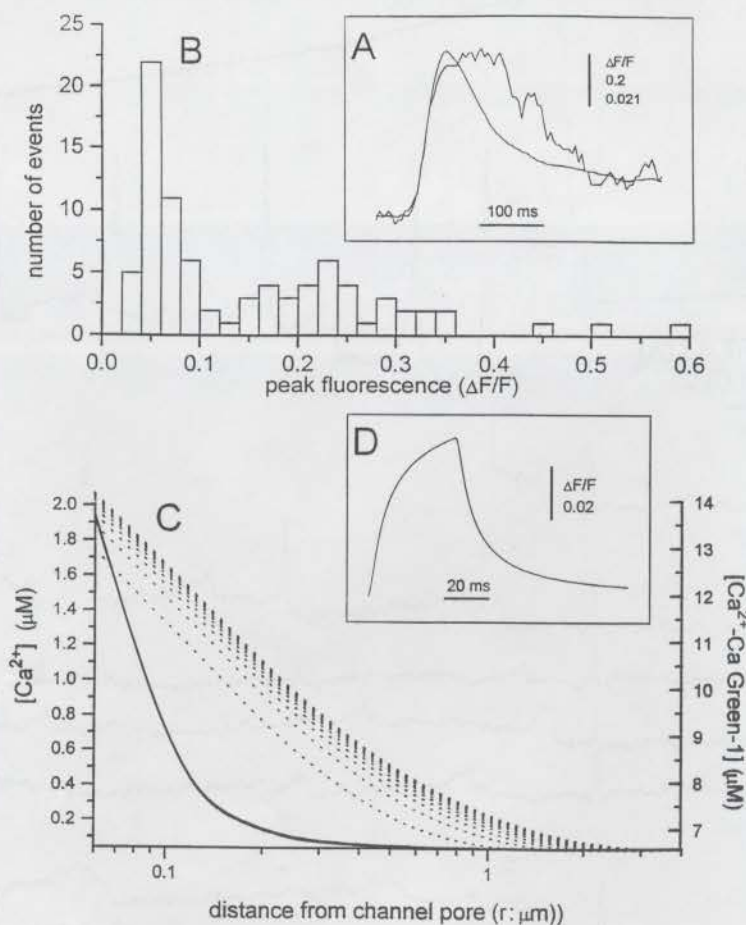 B
A
number of events
25
20
15
10
5
0
ΔF/F
0.2
0.021
100 ms
0.0 0.1 0.2 0.3 0.4 0.5 0.6
peak fluorescence (ΔF/F)
D
ΔF/F
0.02
20 ms
C
[Ca²⁺] (μM)
2.0
1.8
1.6
1.4
1.2
1.0
0.8
0.6
0.4
0.2
14
13
12
11
10
9
8
7
[Ca²⁺-Ca Green-1] (μM)
0.1 1
distance from channel pore (r: μm))